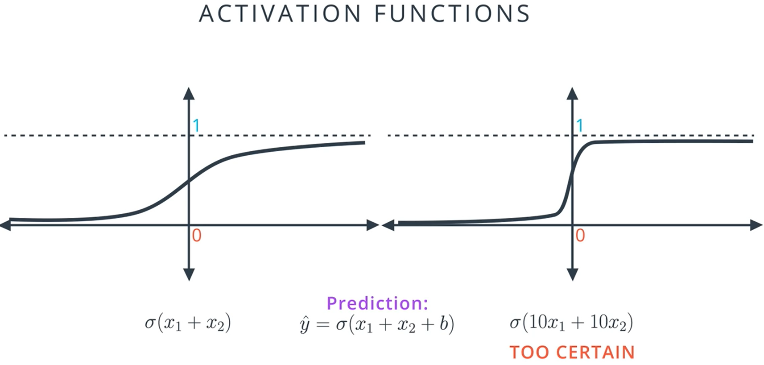 ACTIVATION FUNCTIONS
1
1
0
0
Prediction:
σ(x₁ + x₂)
ŷ = σ(x₁ + x₂ + b)
σ(10x₁ + 10x₂)
TOO CERTAIN